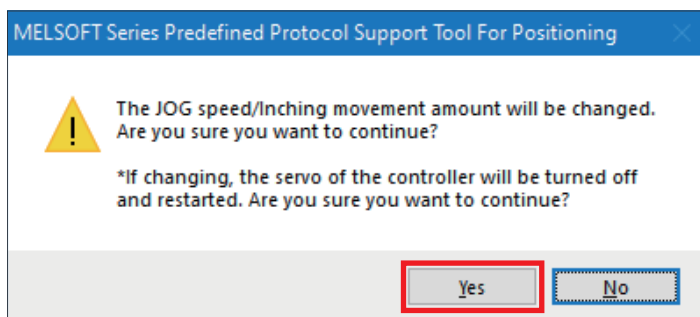 MELSOFT Series Predefined Protocol Support Tool For Positioning
The JOG speed/Inching movement amount will be changed.
Are you sure you want to continue?
*If changing, the servo of the controller will be turned off
and restarted. Are you sure you want to continue?
Yes
No